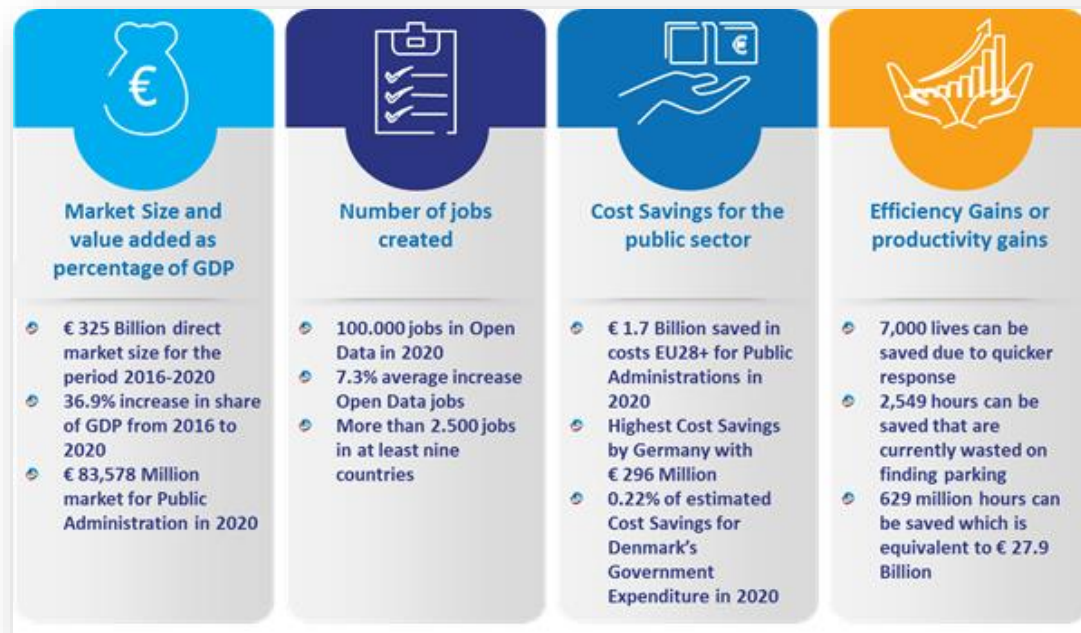 €
€
Market Size and
value added as
percentage of GDP
€ 325 Billion direct
market size for the
period 2016-2020
36.9% increase in share
of GDP from 2016 to
2020
€ 83,578 Million
market for Public
Administration in 2020
Number of jobs
created
100.000 jobs in Open
Data in 2020
7.3% average increase
Open Data jobs
More than 2.500 jobs
in at least nine
countries
Cost Savings for the
public sector
€ 1.7 Billion saved in
costs EU28+ for Public
Administrations in
2020
Highest Cost Savings
by Germany with
€ 296 Million
0.22% of estimated
Cost Savings for
Denmark's
Government
Expenditure in 2020
Efficiency Gains or
productivity gains
7,000 lives can be
saved due to quicker
response
2,549 hours can be
saved that are
currently wasted on
finding parking
629 million hours can
be saved which is
equivalent to € 27.9
Billion